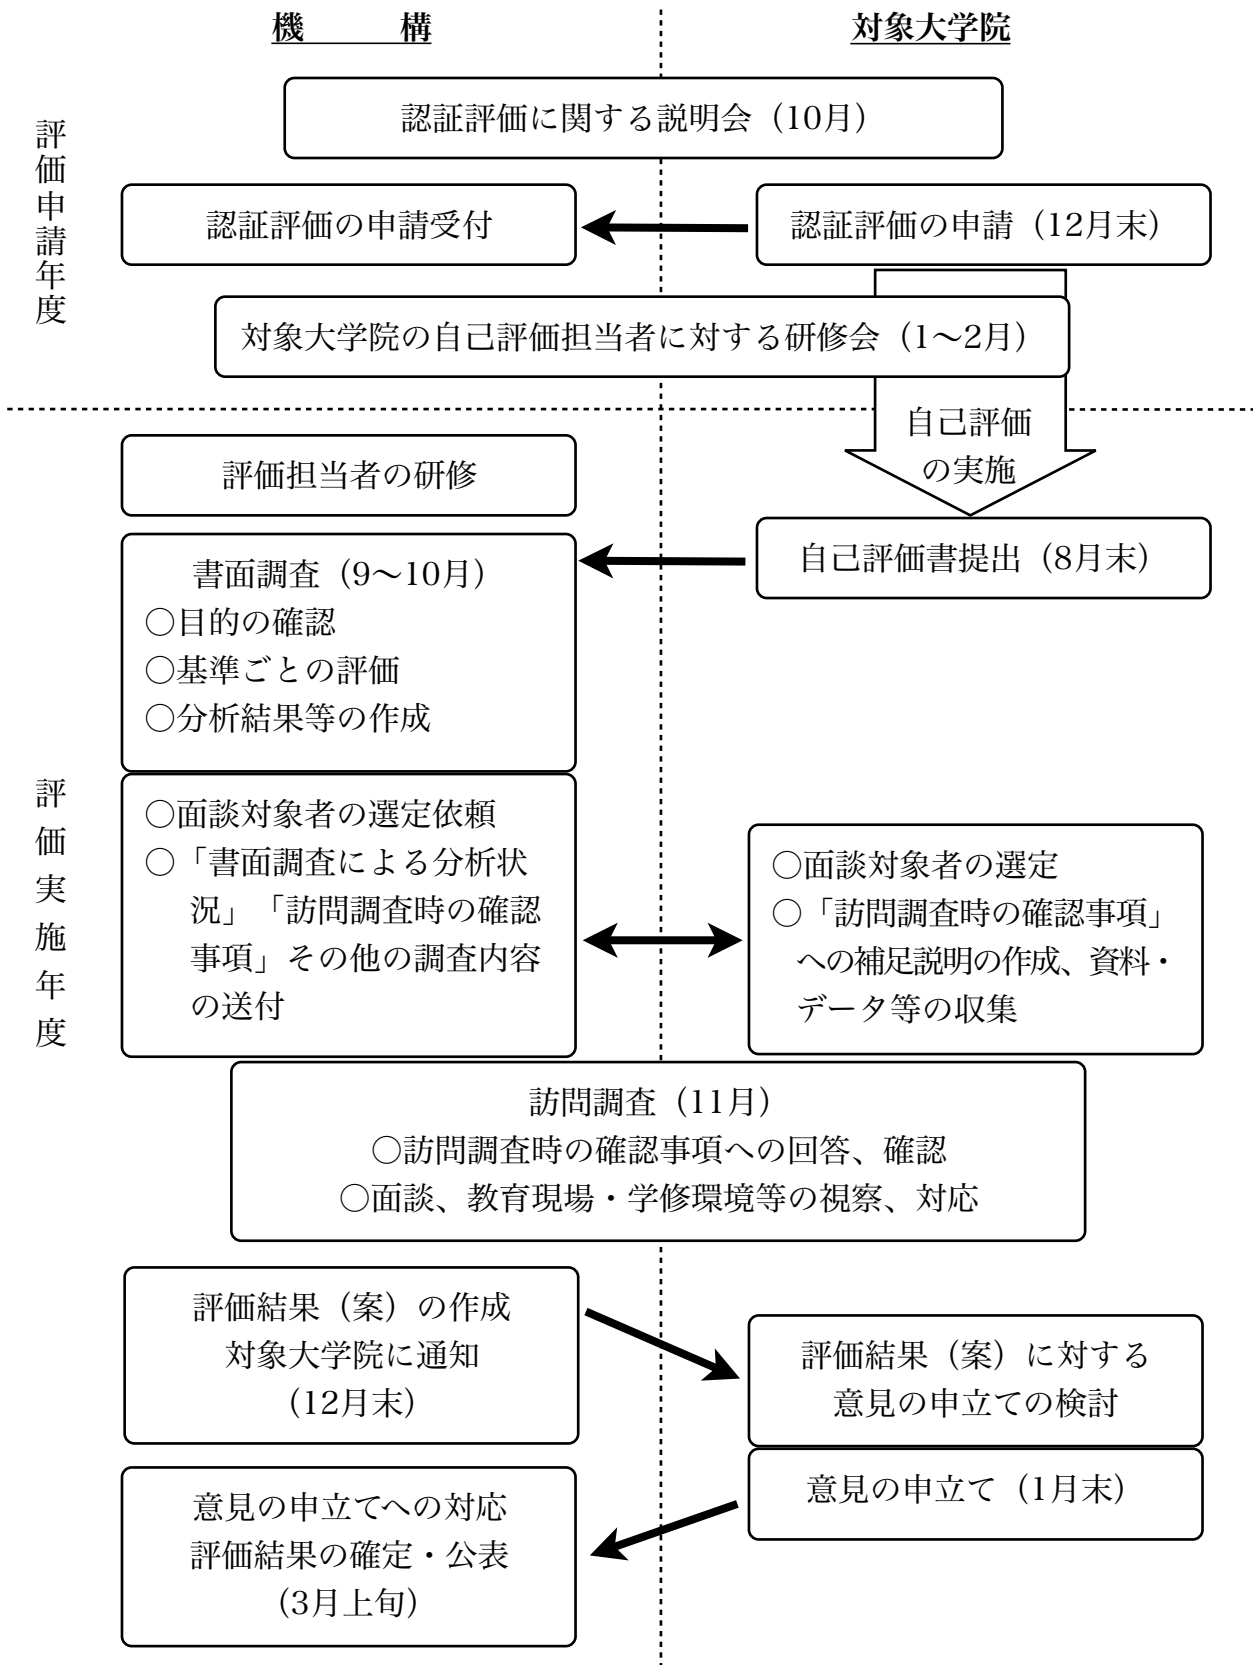 機　　　構
対象大学院
評価申請年度
認証評価に関する説明会（10月）
認証評価の申請受付
認証評価の申請（12月末）
対象大学院の自己評価担当者に対する研修会（1～2月）
自己評価
の実施
評価実施年度
評価担当者の研修
自己評価書提出（8月末）
書面調査（9～10月）
○目的の確認
○基準ごとの評価
○分析結果等の作成
○面談対象者の選定依頼
○「書面調査による分析状
況」「訪問調査時の確認
事項」その他の調査内容
の送付
○面談対象者の選定
○「訪問調査時の確認事項」
への補足説明の作成、資料・
データ等の収集
訪問調査（11月）
○訪問調査時の確認事項への回答、確認
○面談、教育現場・学修環境等の視察、対応
評価結果（案）の作成
対象大学院に通知
（12月末）
評価結果（案）に対する
意見の申立ての検討
意見の申立て（1月末）
意見の申立てへの対応
評価結果の確定・公表
（3月上旬）